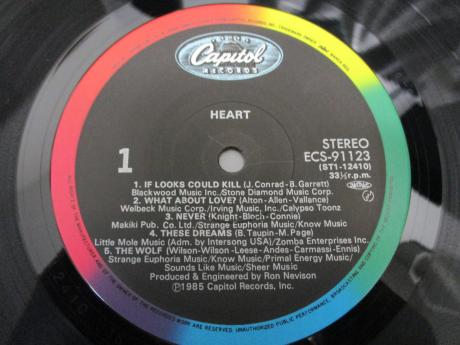 Capitol
RECORDS
HEART
1
STEREO
ECS-91123
(ST1-12410)
33⅓r.p.m.
1. IF LOOKS COULD KILL (J. Conrad-B. Garrett)
Blackwood Music Inc./Stone Diamond Music Corp.
2. WHAT ABOUT LOVE? (Alton-Allen-Vallance)
Welbeck Music Corp./Irving Music, Inc./Calypso Toonz
3. NEVER (Knight-Bloch-Connie)
Makiki Pub. Co Ltd./Strange Euphoria Music/Know Music
4. THESE DREAMS (B. Taupin-M. Page)
Little Mole Music (Adm. by Intersong USA)/Zomba Enterprises Inc.
5. THE WOLF (Wilson-Wilson-Leese-Andes-Carmassi-Ennis)
Strange Euphoria Music/Know Music/Primal Energy Music/
Sounds Like Music/Sheer Music
Produced & Engineered by Ron Nevison
Ⓟ1985 Capitol Records, Inc.